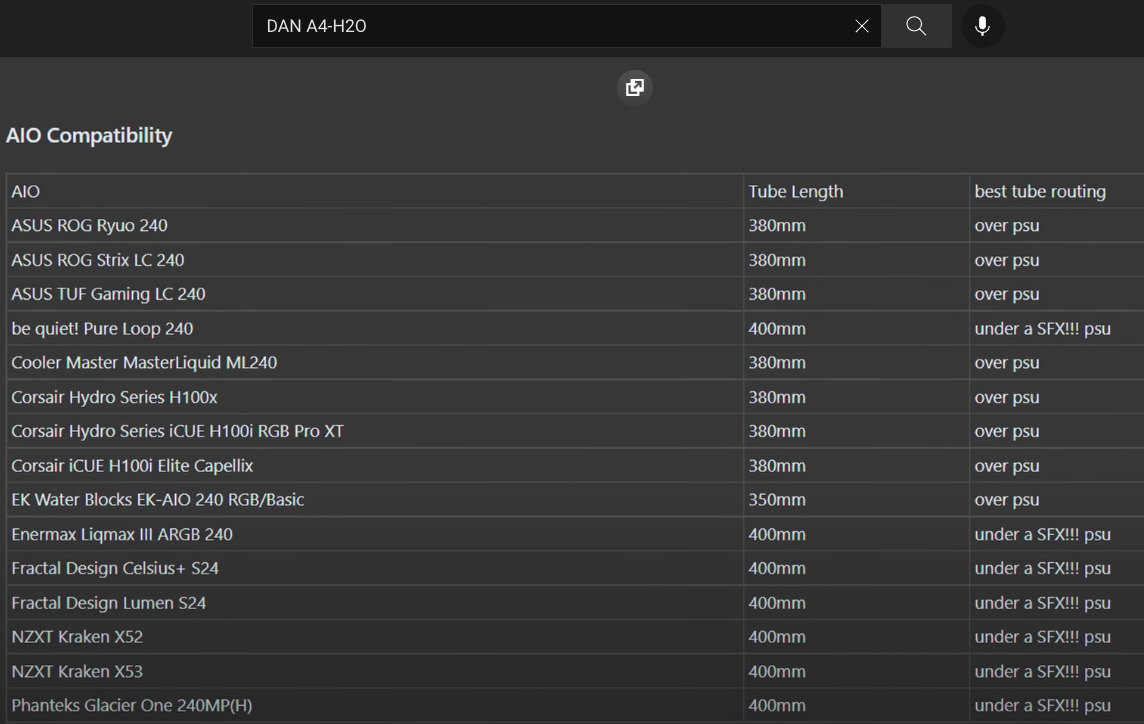 DAN A4-H2O
AIO Compatibility
AIO Tube Length best tube routing
ASUS ROG Ryuo 240 380mm over psu
ASUS ROG Strix LC 240 380mm over psu
ASUS TUF Gaming LC 240 380mm over psu
be quiet! Pure Loop 240 400mm under a SFX!!! psu
Cooler Master MasterLiquid ML240 380mm over psu
Corsair Hydro Series H100x 380mm over psu
Corsair Hydro Series iCUE H100i RGB Pro XT 380mm over psu
Corsair iCUE H100i Elite Capellix 380mm over psu
EK Water Blocks EK-AIO 240 RGB/Basic 350mm over psu
Enermax Liqmax III ARGB 240 400mm under a SFX!!! psu
Fractal Design Celsius+ S24 400mm under a SFX!!! psu
Fractal Design Lumen S24 400mm under a SFX!!! psu
NZXT Kraken X52 400mm under a SFX!!! psu
NZXT Kraken X53 400mm under a SFX!!! psu
Phanteks Glacier One 240MP(H) 400mm under a SFX!!! psu